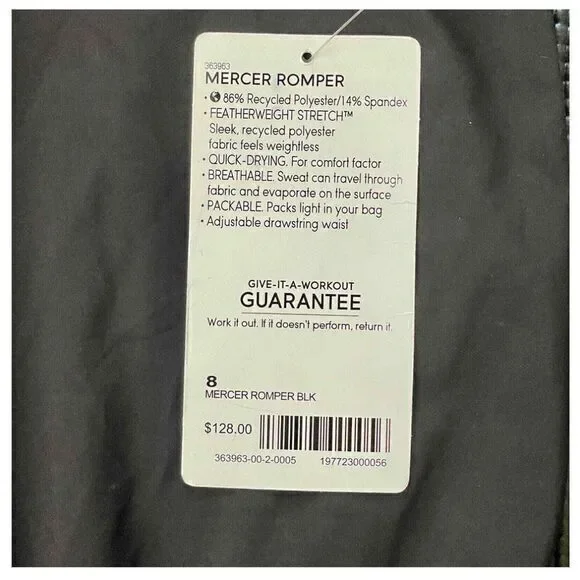 363963
MERCER ROMPER
• 86% Recycled Polyester/14% Spandex
• FEATHERWEIGHT STRETCH™
Sleek, recycled polyester
fabric feels weightless
• QUICK-DRYING. For comfort factor
• BREATHABLE. Sweat can travel through
fabric and evaporate on the surface
• PACKABLE. Packs light in your bag
• Adjustable drawstring waist
GIVE-IT-A-WORKOUT
GUARANTEE
Work it out. If it doesn't perform, return it.
8
MERCER ROMPER BLK
$128.00
363963-00-2-0005 197723000056